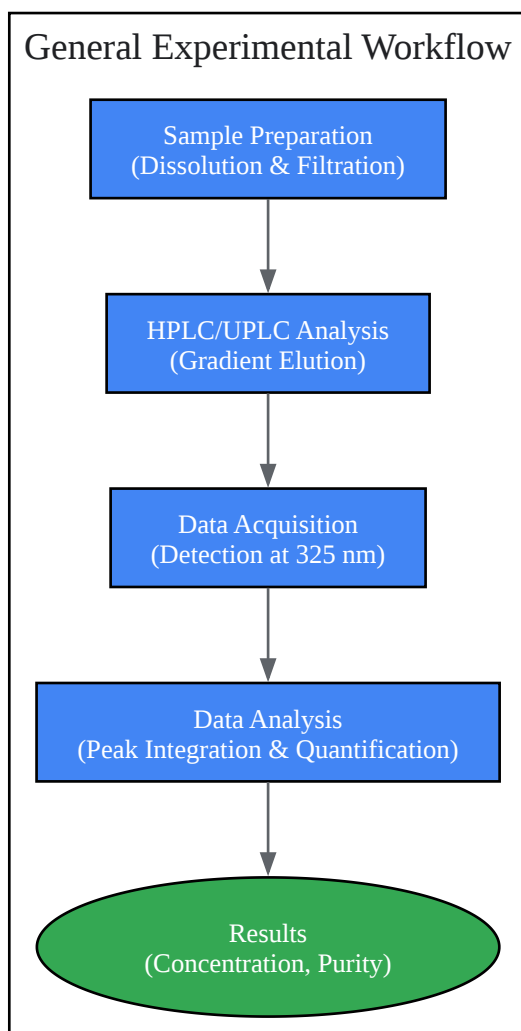 General Experimental Workflow
Sample Preparation
(Dissolution & Filtration)
HPLC/UPLC Analysis
(Gradient Elution)
Data Acquisition
(Detection at 325 nm)
Data Analysis
(Peak Integration & Quantification)
Results
(Concentration, Purity)